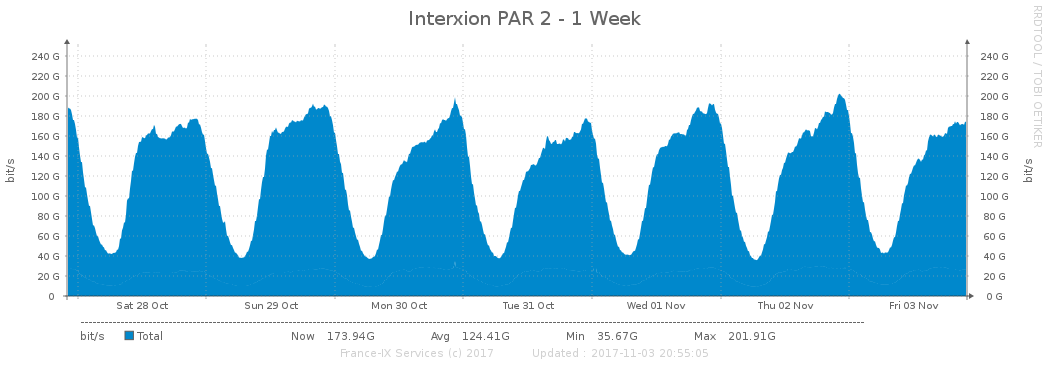 Interxion PAR 2 - 1 Week
RRDTOOL / TOBI OETIKER
bit/s
240 G 240 G
220 G 220 G
200 G 200 G
180 G 180 G
160 G 160 G
140 G 140 G
120 G 120 G
100 G 100 G
80 G 80 G
60 G 60 G
40 G 40 G
20 G 20 G
0 0 G
bit/s
Sat 28 Oct Sun 29 Oct Mon 30 Oct Tue 31 Oct Wed 01 Nov Thu 02 Nov Fri 03 Nov
bit/s Total Now 173.94G Avg 124.41G Min 35.67G Max 201.91G
France-IX Services (c) 2017 Updated : 2017-11-03 20:55:05